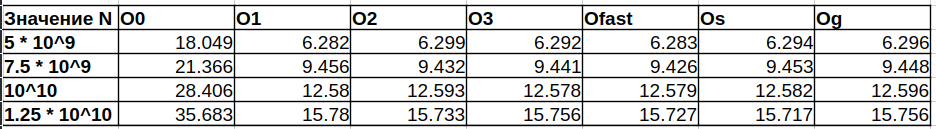 Значение N O0 O1 O2 O3 Ofast Os Og
5 * 10^9 18.049 6.282 6.299 6.292 6.283 6.294 6.296
7.5 * 10^9 21.366 9.456 9.432 9.441 9.426 9.453 9.448
10^10 28.406 12.58 12.593 12.578 12.579 12.582 12.596
1.25 * 10^10 35.683 15.78 15.733 15.756 15.727 15.717 15.756